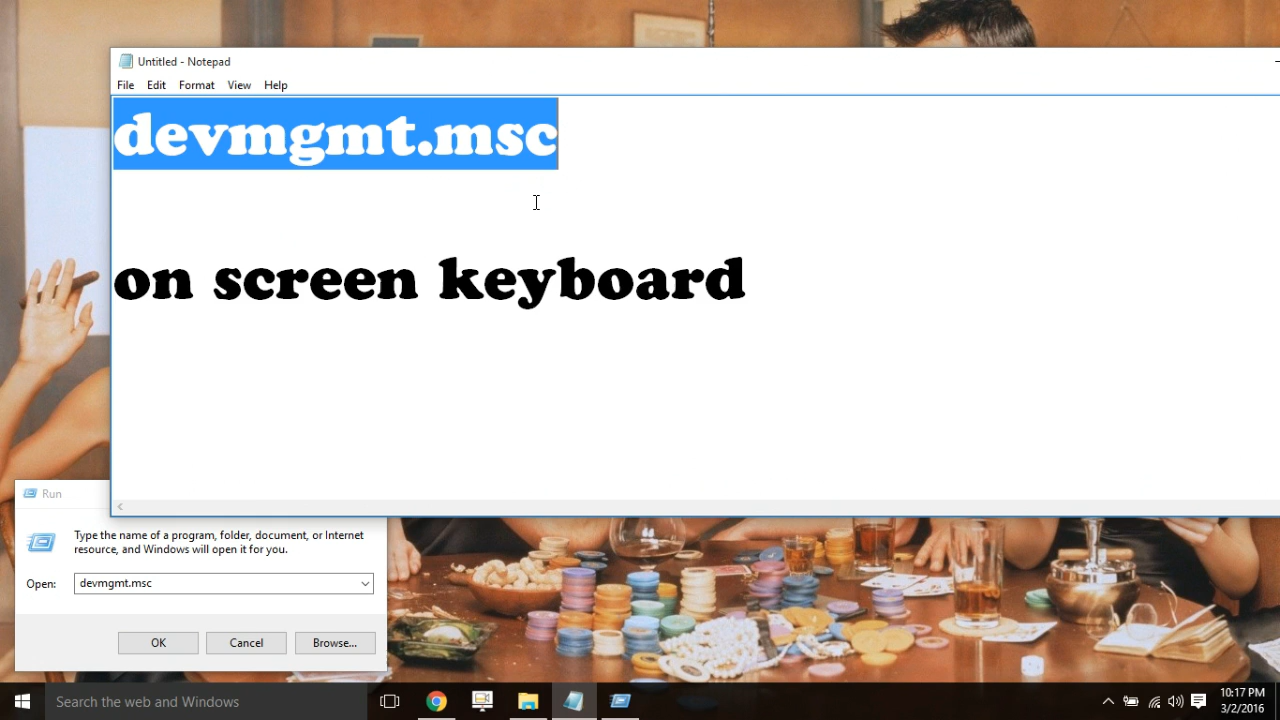 Untitled - Notepad
File Edit Format View Help
devmgmt.msc
on screen keyboard
Run
Type the name of a program, folder, document, or Internet
resource, and Windows will open it for you.
Open: devmgmt.msc
OK Cancel Browse...
Search the web and Windows
10:17 PM
3/2/2016